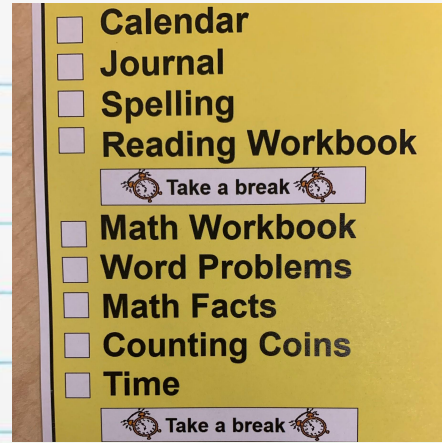 Calendar
Journal
Spelling
Reading Workbook
Take a break
Math Workbook
Word Problems
Math Facts
Counting Coins
Time
Take a break